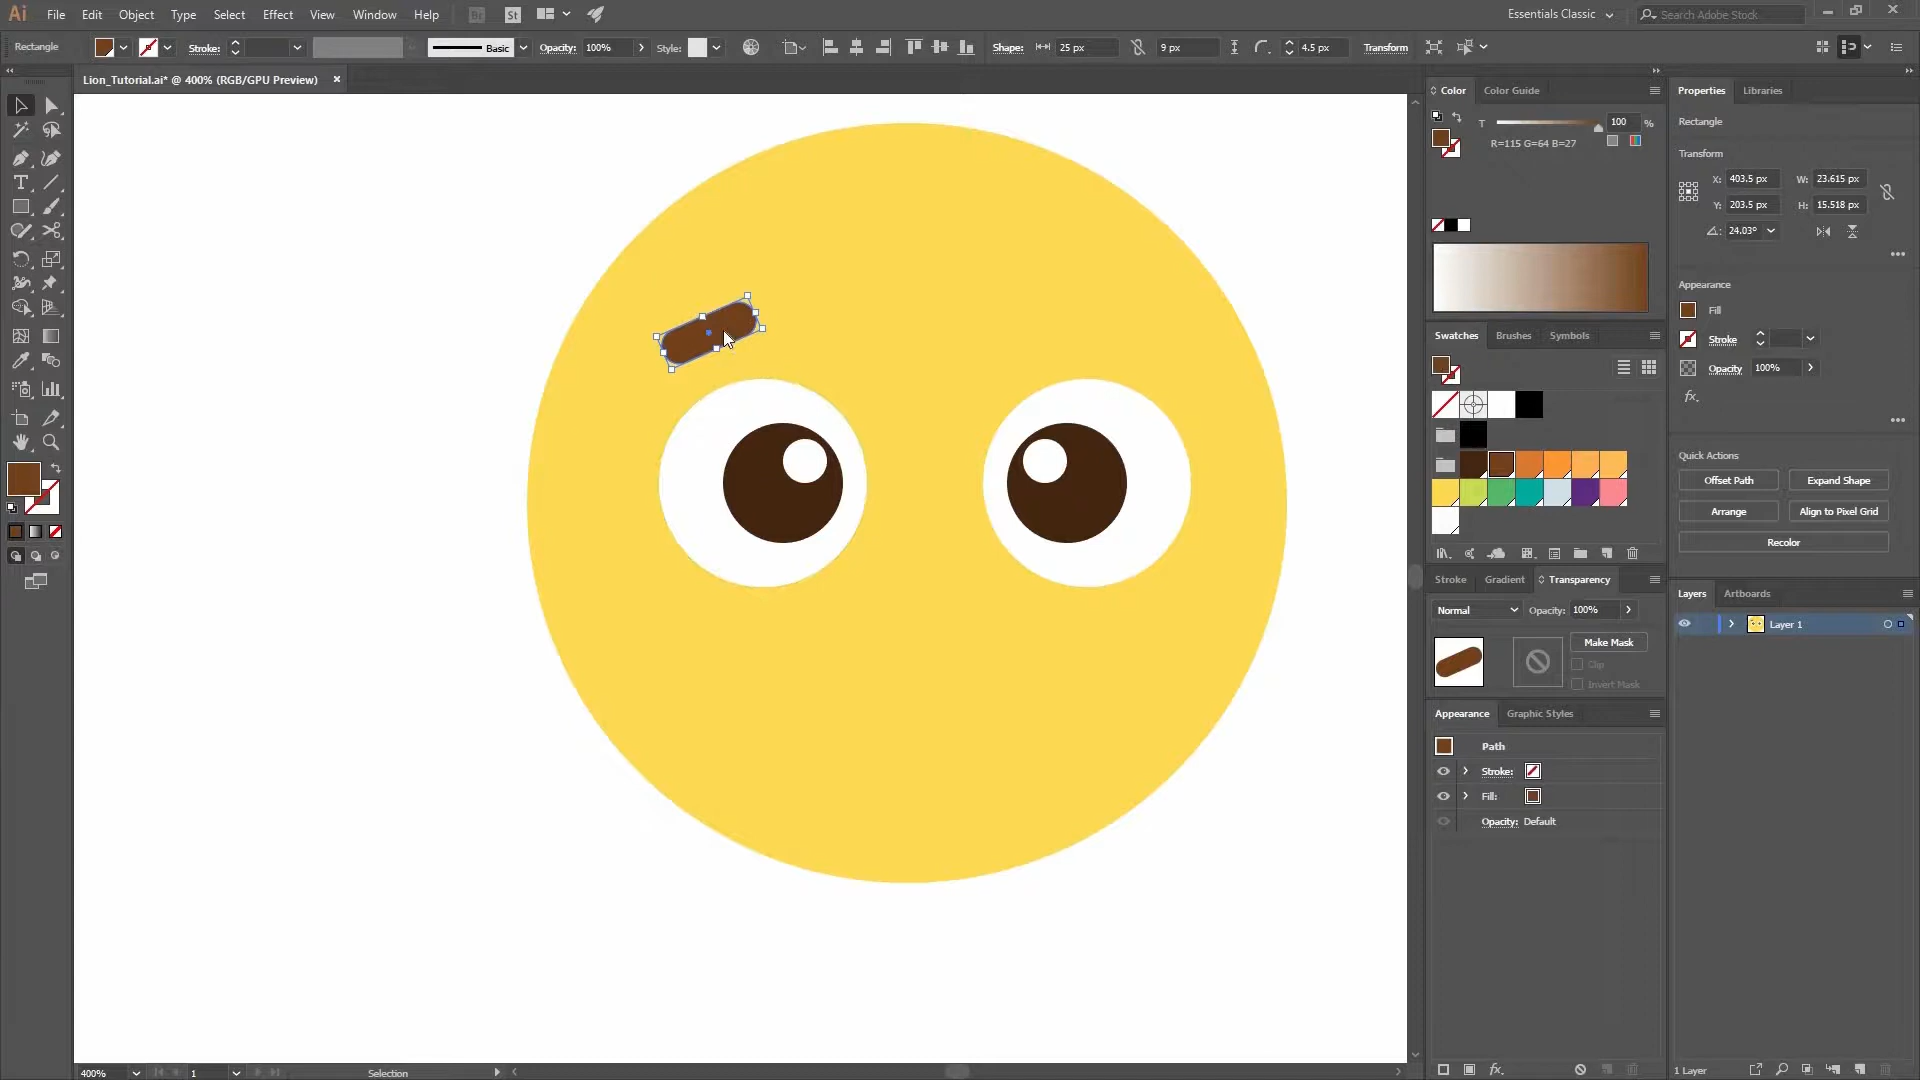 Ai File Edit Object Type Select Effect View Window Help Br St Essentials Classic Search Adobe Stock
Rectangle Stroke: Basic Opacity: 100% Style: Shape: 25 px 9 px 4.5 px Transform
Lion_Tutorial.ai* @ 400% (RGB/GPU Preview)
Color Color Guide
T 100 %
R=115 G=64 B=27
Swatches Brushes Symbols
Stroke Gradient Transparency
Normal Opacity: 100%
Make Mask
Clip
Invert Mask
Appearance Graphic Styles
Path
Stroke:
Fill:
Opacity: Default
fx
Properties Libraries
Rectangle
Transform
X: 403.5 px W: 23.615 px
Y: 203.5 px H: 15.518 px
24.03°
Appearance
Fill
Stroke
Opacity 100%
fx.
Quick Actions
Offset Path Expand Shape
Arrange Align to Pixel Grid
Recolor
Layers Artboards
Layer 1
1 Layer
400% 1 Selection